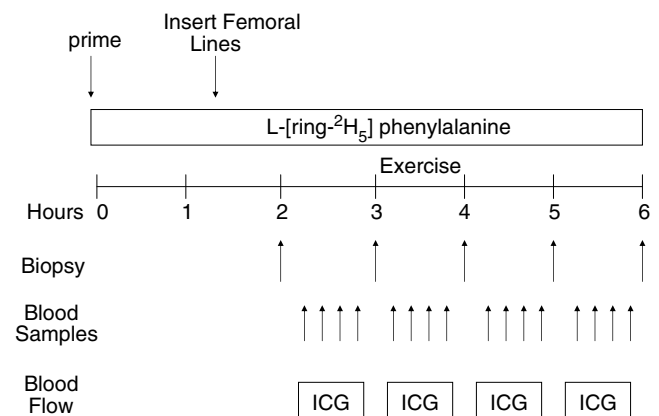 Insert Femoral
Lines
prime
L-[ring-²H₅] phenylalanine
Exercise
Hours 0 1 2 3 4 5 6
Biopsy
Blood
Samples
Blood
Flow
ICG ICG ICG ICG